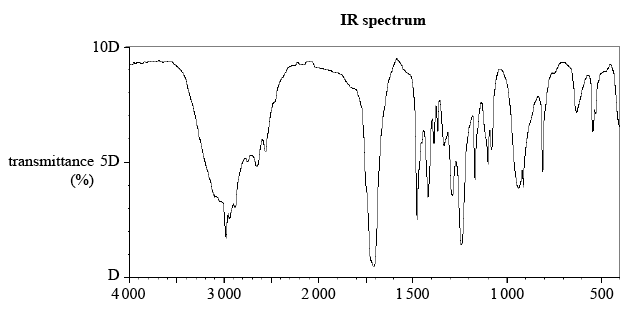 IR spectrum
10D
transmittance 5D
(%)
D
4 000 3 000 2 000 1 500 1 000 500